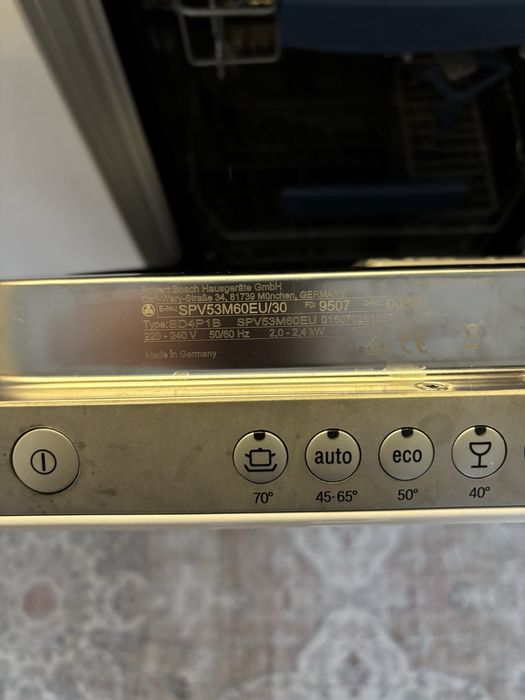 Robert Bosch Hausgeräte GmbH
Carl-Wery-Straße 34, 81739 München, GERMANY
E-Nr.: SPV53M60EU/30 FD: 9507 Z-Nr.:
Type: SD4P1B SPV53M60EU
220 - 240 V 50/60 Hz 2,0 - 2,4 kW
Made in Germany
CE
auto eco
70° 45-65° 50° 40°